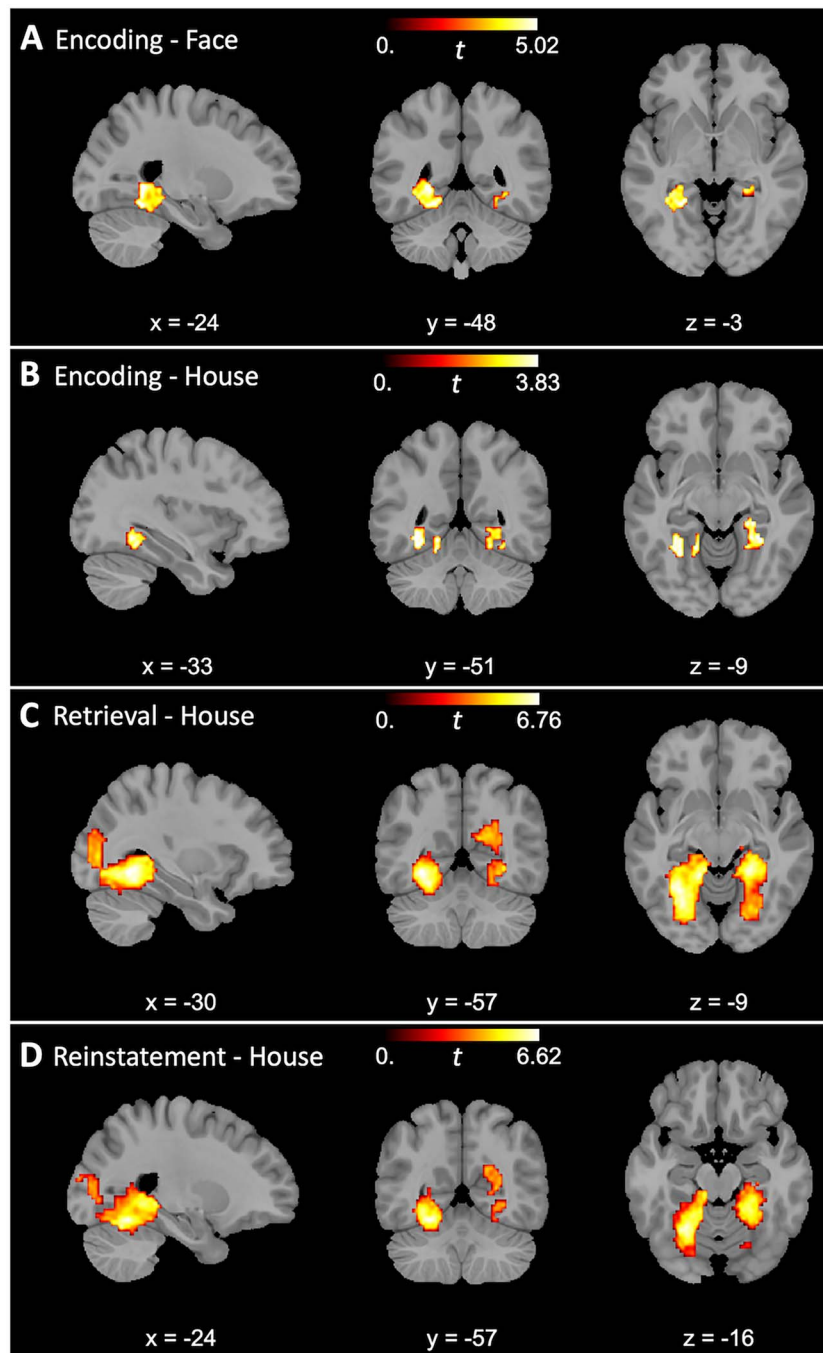 A Encoding - Face
0. t 5.02
x = -24 y = -48 z = -3
B Encoding - House
0. t 3.83
x = -33 y = -51 z = -9
C Retrieval - House
0. t 6.76
x = -30 y = -57 z = -9
D Reinstatement - House
0. t 6.62
x = -24 y = -57 z = -16